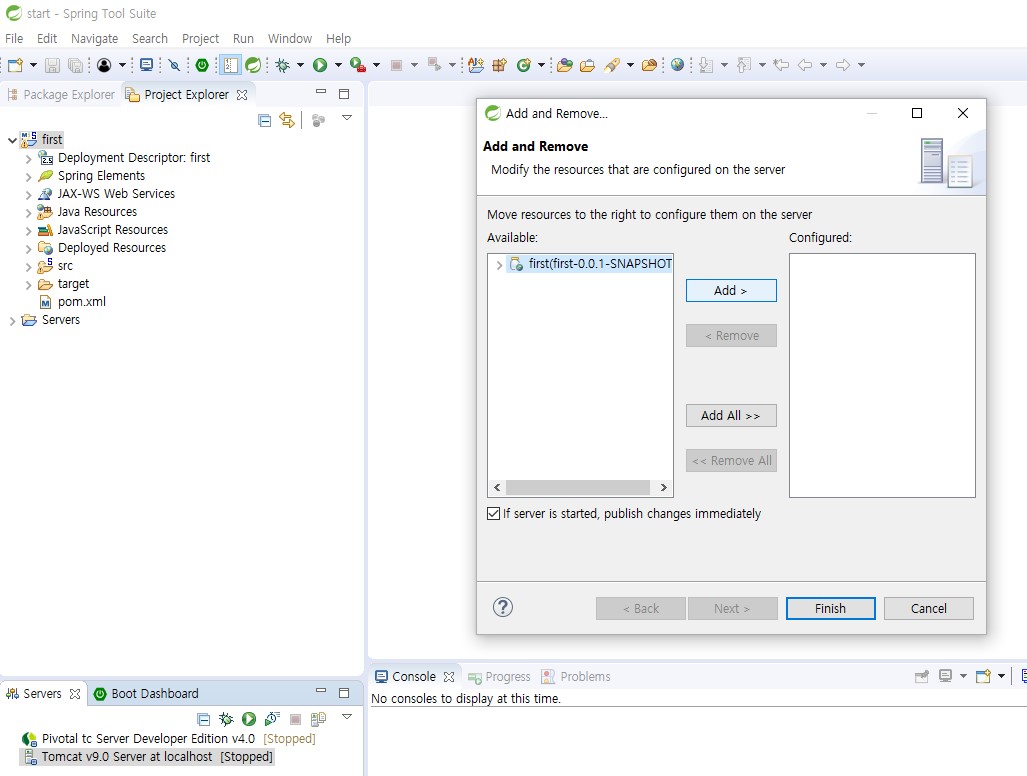 start - Spring Tool Suite
File Edit Navigate Search Project Run Window Help
Package Explorer Project Explorer
first
Deployment Descriptor: first
Spring Elements
JAX-WS Web Services
Java Resources
JavaScript Resources
Deployed Resources
src
target
pom.xml
Servers
Add and Remove...
Add and Remove
Modify the resources that are configured on the server
Move resources to the right to configure them on the server
Available:
Configured:
first(first-0.0.1-SNAPSHOT
Add >
< Remove
Add All >>
<< Remove All
If server is started, publish changes immediately
< Back
Next >
Finish
Cancel
Servers Boot Dashboard
Pivotal tc Server Developer Edition v4.0 [Stopped]
Tomcat v9.0 Server at localhost [Stopped]
Console Progress Problems
No consoles to display at this time.